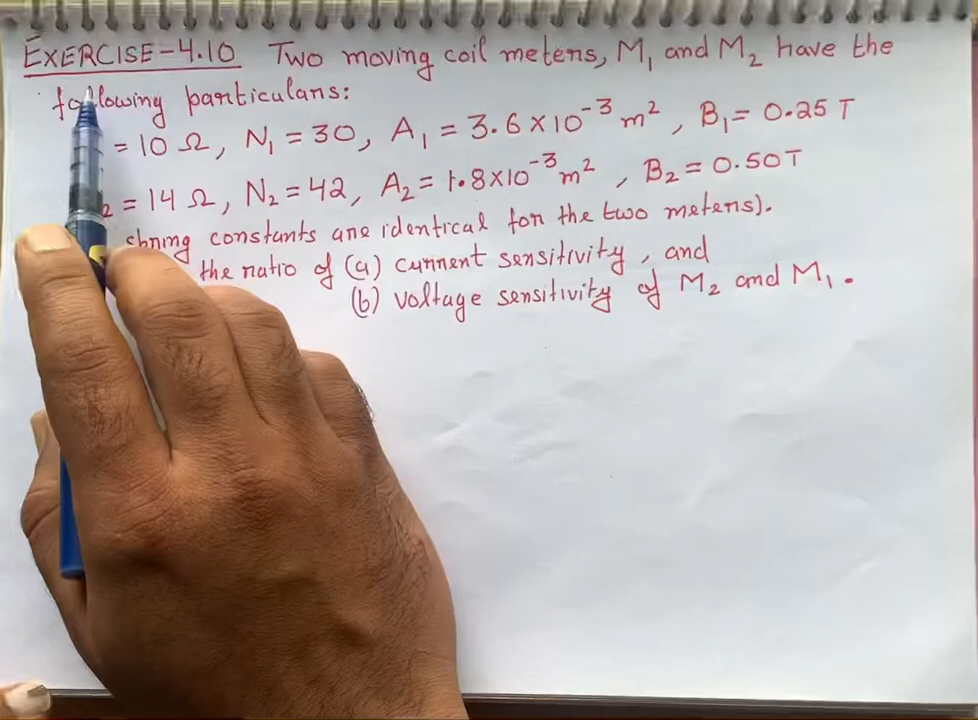 EXERCISE-4.10 Two moving coil meters, M₁ and M₂ have the
following particulars:
= 10 Ω, N₁ = 30, A₁ = 3.6×10⁻³ m², B₁ = 0.25 T
₂ = 14 Ω, N₂ = 42, A₂ = 1.8×10⁻³ m², B₂ = 0.50 T
constants are identical for the two meters).
the ratio of (a) current sensitivity, and
(b) voltage sensitivity of M₂ and M₁.